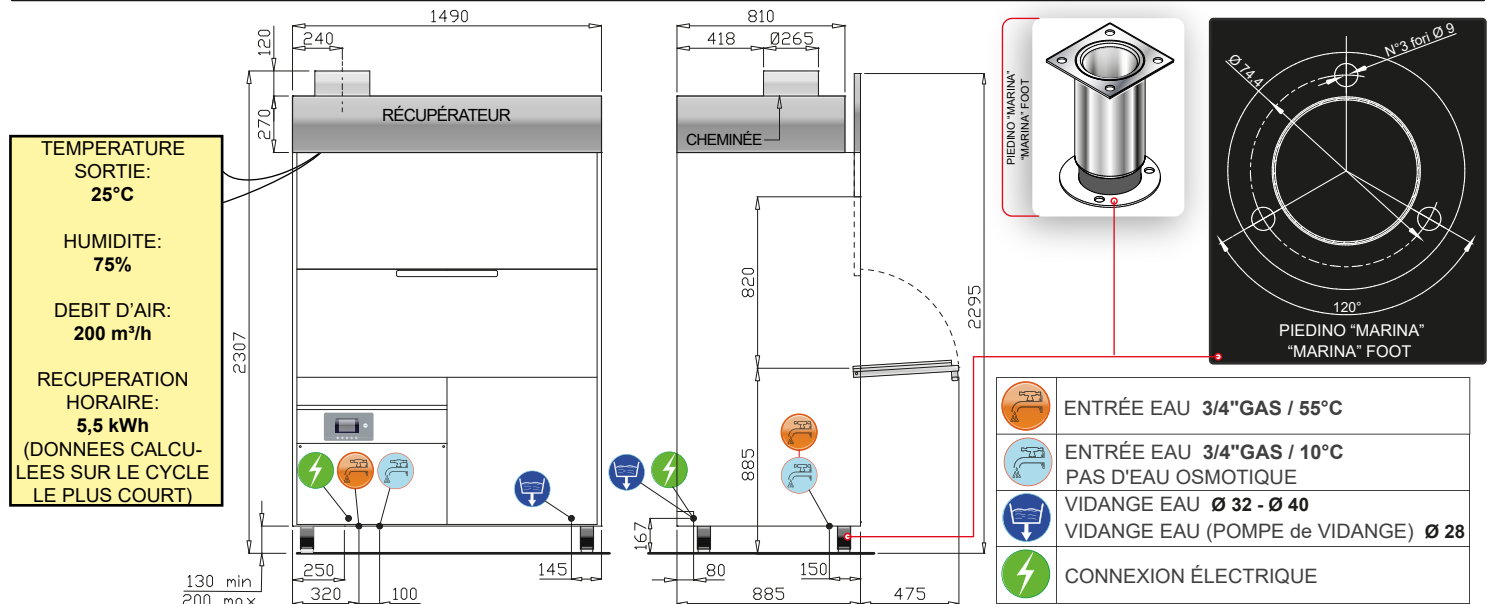 1490
240
120
270
RÉCUPÉRATEUR
2307
TEMPERATURE
SORTIE:
25°C
HUMIDITE:
75%
DEBIT D'AIR:
200 m³/h
RECUPERATION
HORAIRE:
5,5 kWh
(DONNEES CALCU-
LEES SUR LE CYCLE
LE PLUS COURT)
130 min
200 max
250
320
100
145
810
418
Ø265
CHEMINÉE
820
885
2295
167
80
150
885
475
PIEDINO "MARINA"
"MARINA" FOOT
Ø 74.4
N°3 fori Ø 9
120°
PIEDINO “MARINA”
“MARINA” FOOT
ENTRÉE EAU 3/4"GAS / 55°C
ENTRÉE EAU 3/4"GAS / 10°C
PAS D'EAU OSMOTIQUE
VIDANGE EAU Ø 32 - Ø 40
VIDANGE EAU (POMPE de VIDANGE) Ø 28
CONNEXION ÉLECTRIQUE